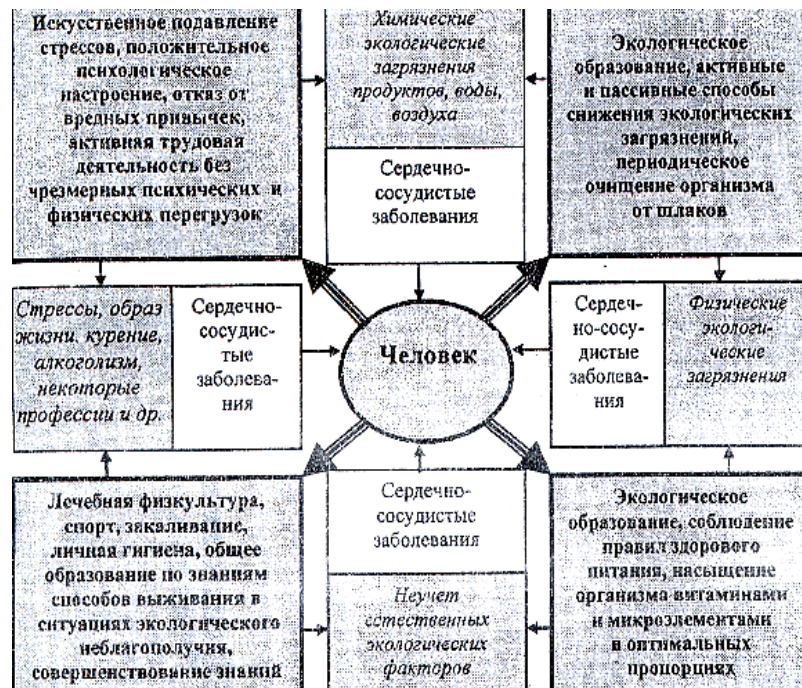 Искусственное подавление
стрессов, положительное
психологическое
настроение, отказ от
вредных привычек,
активная трудовая
деятельность без
чрезмерных психических и
физических перегрузок
Химические
экологические
загрязнения
продуктов, воды,
воздуха
Сердечно-
сосудистые
заболевания
Экологическое
образование, активные
и пассивные способы
снижения экологических
загрязнений,
периодическое
очищение организма
от шлаков
Стрессы, образ
жизни, курение,
алкоголизм,
некоторые
профессии и др.
Сердечно-
сосудис-
тые
заболева-
ния
Человек
Сердеч-
но-сосу-
дистые
заболева-
ния
Физические
экологи-
ческие
загрязнения
Лечебная физкультура,
спорт, закаливание,
личная гигиена, общее
образование по знаниям
способов выживания в
ситуациях экологического
неблагополучия,
совершенствование знаний
Сердечно-
сосудистые
заболевания
Неучет
естественных
экологических
факторов
Экологическое
образование, соблюдение
правил здорового
питания, насыщение
организма витаминами
и микроэлементами
в оптимальных
пропорциях